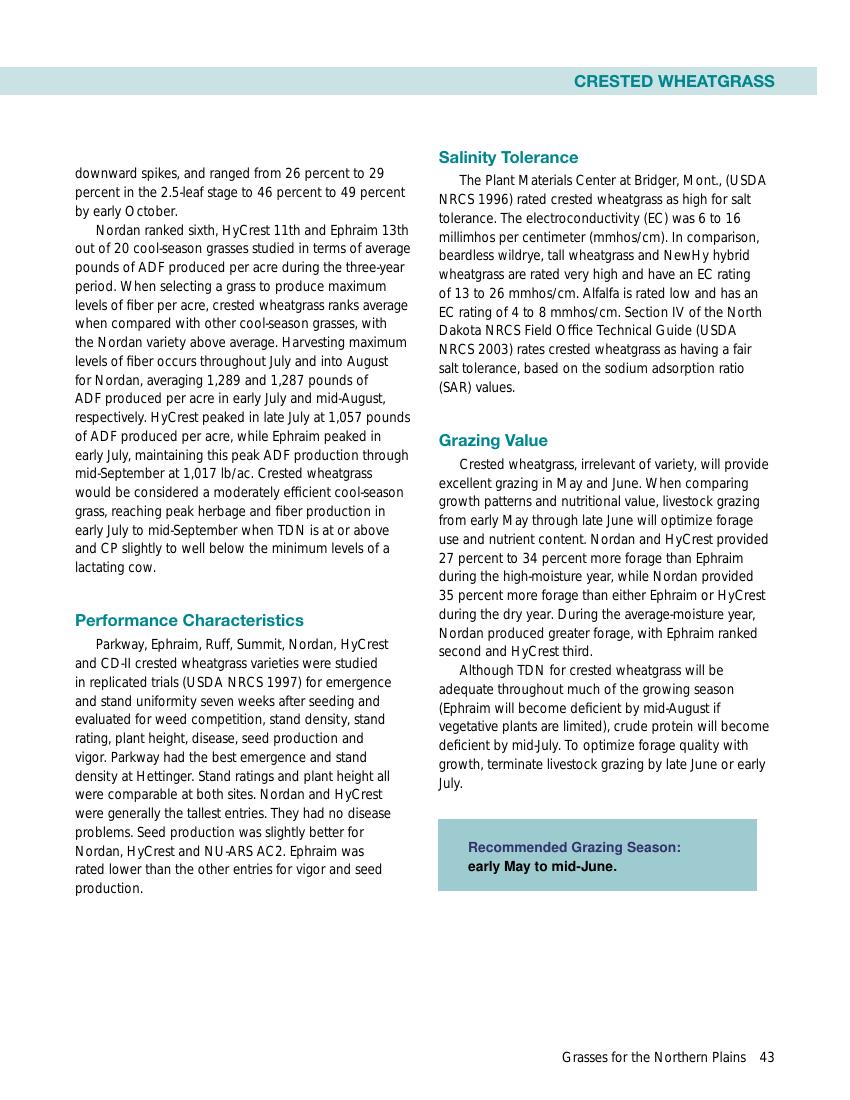 CRESTED WHEATGRASS
downward spikes, and ranged from 26 percent to 29
percent in the 2.5-leaf stage to 46 percent to 49 percent
by early October.
Nordan ranked sixth, HyCrest 11th and Ephraim 13th
out of 20 cool-season grasses studied in terms of average
pounds of ADF produced per acre during the three-year
period. When selecting a grass to produce maximum
levels of fiber per acre, crested wheatgrass ranks average
when compared with other cool-season grasses, with
the Nordan variety above average. Harvesting maximum
levels of fiber occurs throughout July and into August
for Nordan, averaging 1,289 and 1,287 pounds of
ADF produced per acre in early July and mid-August,
respectively. HyCrest peaked in late July at 1,057 pounds
of ADF produced per acre, while Ephraim peaked in
early July, maintaining this peak ADF production through
mid-September at 1,017 lb/ac. Crested wheatgrass
would be considered a moderately efficient cool-season
grass, reaching peak herbage and fiber production in
early July to mid-September when TDN is at or above
and CP slightly to well below the minimum levels of a
lactating cow.
Performance Characteristics
Parkway, Ephraim, Ruff, Summit, Nordan, HyCrest
and CD-II crested wheatgrass varieties were studied
in replicated trials (USDA NRCS 1997) for emergence
and stand uniformity seven weeks after seeding and
evaluated for weed competition, stand density, stand
rating, plant height, disease, seed production and
vigor. Parkway had the best emergence and stand
density at Hettinger. Stand ratings and plant height all
were comparable at both sites. Nordan and HyCrest
were generally the tallest entries. They had no disease
problems. Seed production was slightly better for
Nordan, HyCrest and NU-ARS AC2. Ephraim was
rated lower than the other entries for vigor and seed
production.
Salinity Tolerance
The Plant Materials Center at Bridger, Mont., (USDA
NRCS 1996) rated crested wheatgrass as high for salt
tolerance. The electroconductivity (EC) was 6 to 16
millimhos per centimeter (mmhos/cm). In comparison,
beardless wildrye, tall wheatgrass and NewHy hybrid
wheatgrass are rated very high and have an EC rating
of 13 to 26 mmhos/cm. Alfalfa is rated low and has an
EC rating of 4 to 8 mmhos/cm. Section IV of the North
Dakota NRCS Field Office Technical Guide (USDA
NRCS 2003) rates crested wheatgrass as having a fair
salt tolerance, based on the sodium adsorption ratio
(SAR) values.
Grazing Value
Crested wheatgrass, irrelevant of variety, will provide
excellent grazing in May and June. When comparing
growth patterns and nutritional value, livestock grazing
from early May through late June will optimize forage
use and nutrient content. Nordan and HyCrest provided
27 percent to 34 percent more forage than Ephraim
during the high-moisture year, while Nordan provided
35 percent more forage than either Ephraim or HyCrest
during the dry year. During the average-moisture year,
Nordan produced greater forage, with Ephraim ranked
second and HyCrest third.
Although TDN for crested wheatgrass will be
adequate throughout much of the growing season
(Ephraim will become deficient by mid-August if
vegetative plants are limited), crude protein will become
deficient by mid-July. To optimize forage quality with
growth, terminate livestock grazing by late June or early
July.
Recommended Grazing Season:
early May to mid-June.
Grasses for the Northern Plains 43